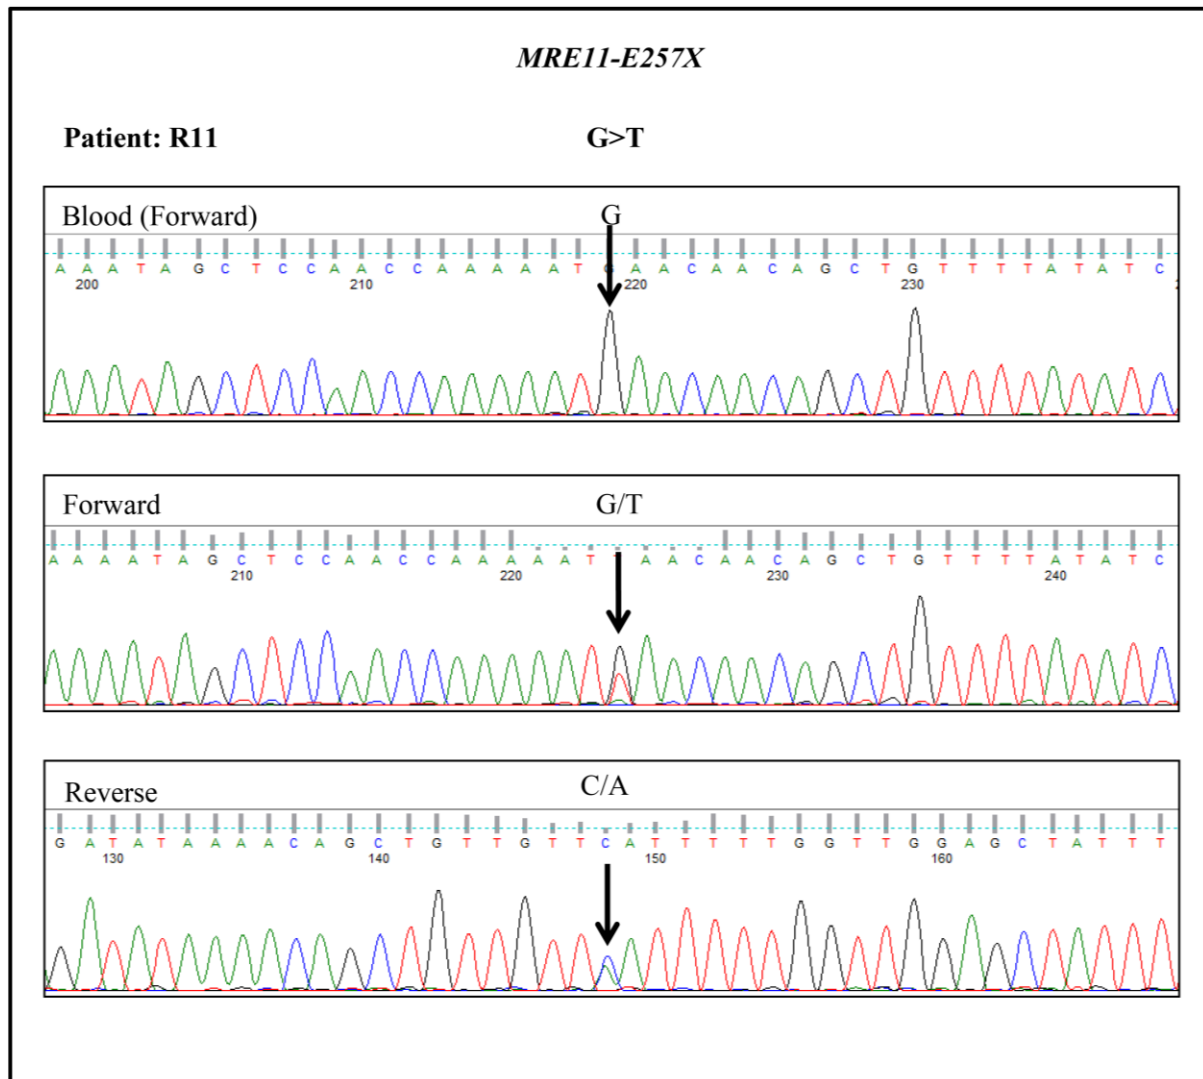 MRE11-E257X
Patient: R11 G>T
Blood (Forward) G
A A A T A G C T C C A A C C A A A A A T G A A C A A C A G C T G T T T T A T A T C
200 210 220 230
Forward G/T
A A A A T A G C T C C A A C C A A A A A T T A A C A A C A G C T G T T T T A T A T C
210 220 230 240
Reverse C/A
G A T A T A A A A C A G C T G T T G T T C A T T T T T G G T T G G A G C T A T T T
130 140 150 160